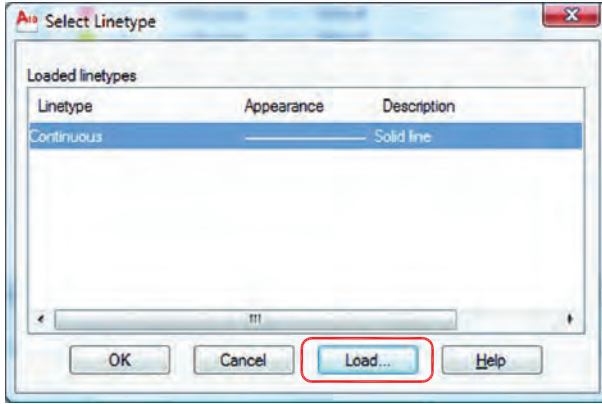 Select Linetype
Loaded linetypes
Linetype Appearance Description
Continuous Solid line
OK Cancel Load... Help